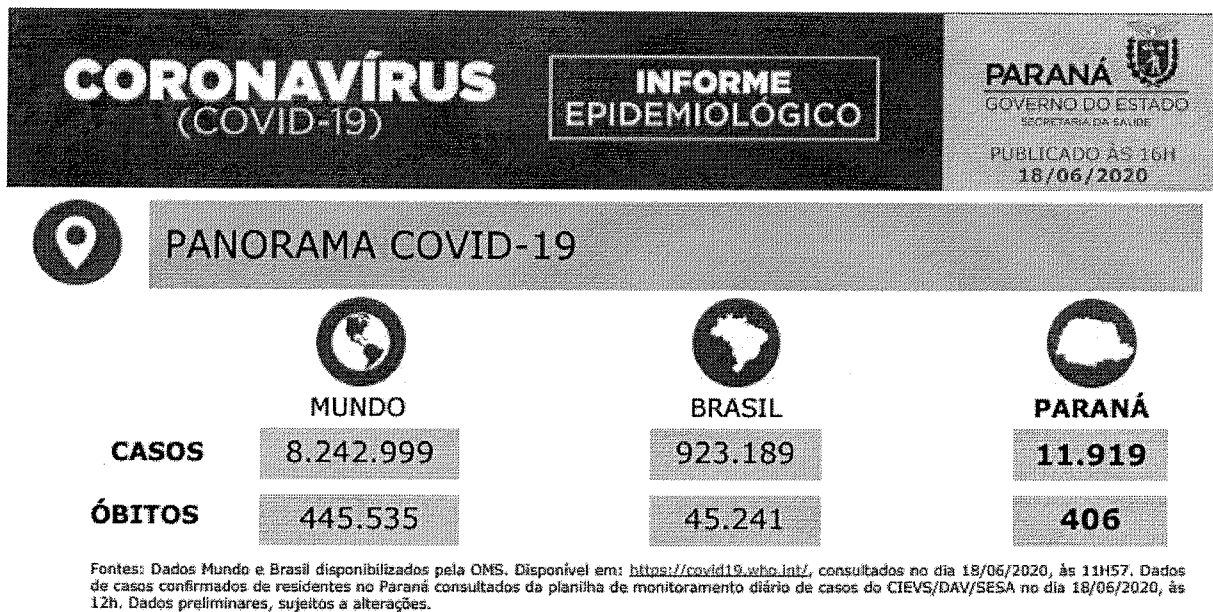 CORONAVÍRUS
(COVID-19)
INFORME
EPIDEMIOLÓGICO
PARANÁ
GOVERNO DO ESTADO
SECRETARIA DA SAÚDE
PUBLICADO ÀS 16H
18/06/2020
PANORAMA COVID-19
MUNDO BRASIL PARANÁ
CASOS 8.242.999 923.189 11.919
ÓBITOS 445.535 45.241 406
Fontes: Dados Mundo e Brasil disponibilizados pela OMS. Disponível em: https://covid19.who.int/, consultados no dia 18/06/2020, às 11H57. Dados
de casos confirmados de residentes no Paraná consultados da planilha de monitoramento diário de casos do CIEVS/DAV/SESA no dia 18/06/2020, às
12h. Dados preliminares, sujeitos a alterações.